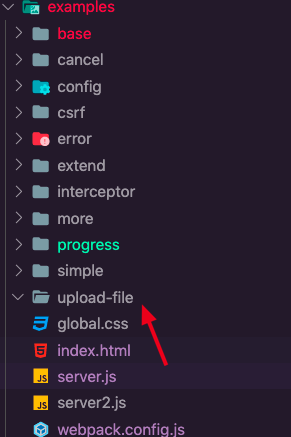 examples
base
cancel
config
csrf
error
extend
interceptor
more
progress
simple
upload-file
global.css
index.html
server.js
server2.js
webpack.config.js